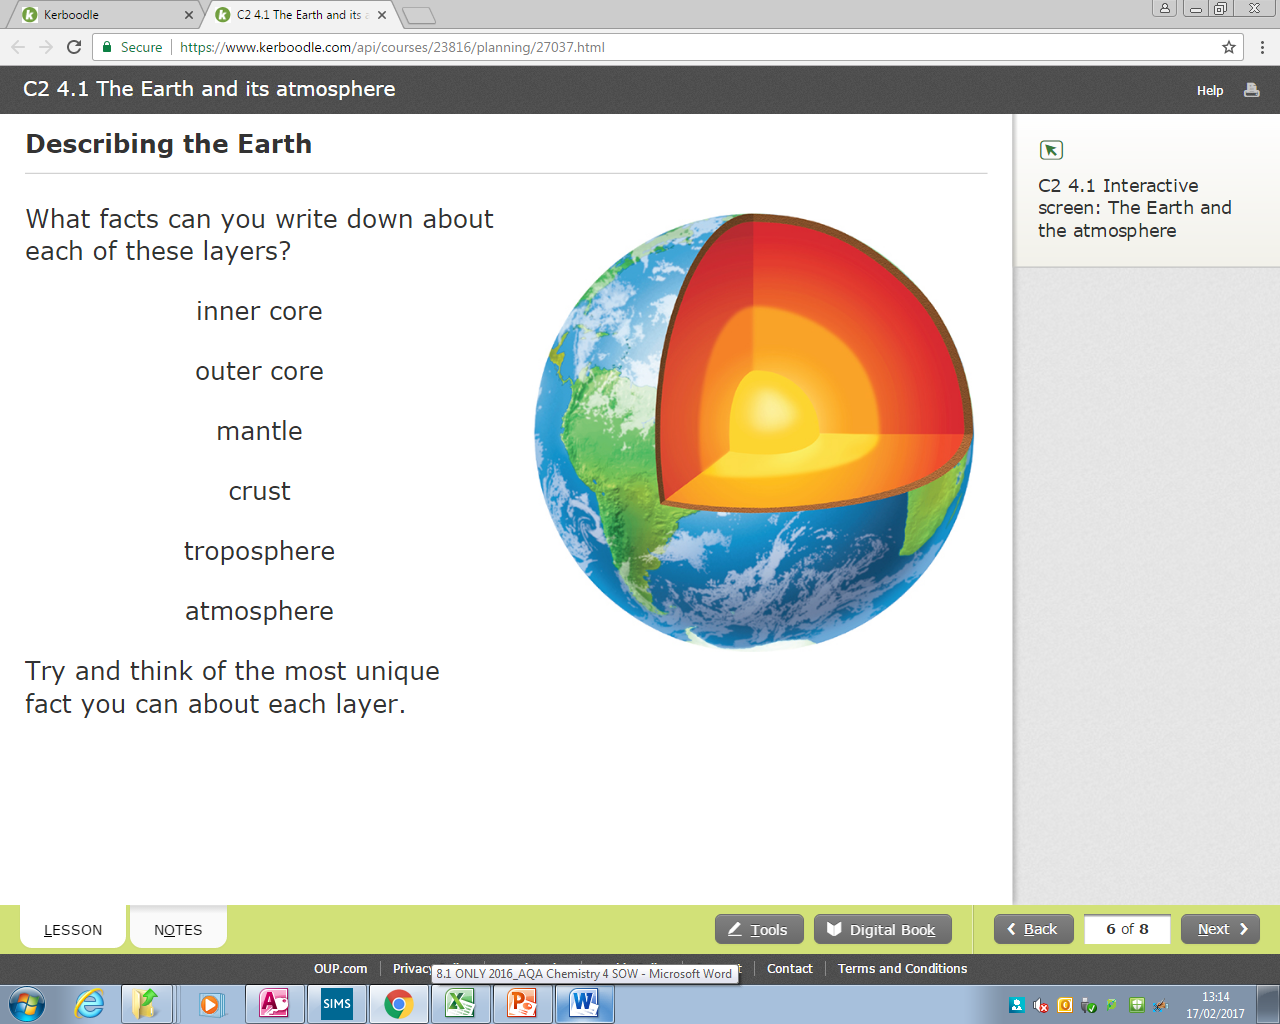 Kerboodle
C2 4.1 The Earth and its a
Secure
https://www.kerboodle.com/api/courses/23816/planning/27037.html
C2 4.1 The Earth and its atmosphere
Help
Describing the Earth
What facts can you write down about
each of these layers?
inner core
outer core
mantle
crust
troposphere
atmosphere
Try and think of the most unique
fact you can about each layer.
C2 4.1 Interactive
screen: The Earth and
the atmosphere
LESSON
NOTES
Tools
Digital Book
Back
6 of 8
Next
OUP.com
Contact
Terms and Conditions
8.1 ONLY 2016_AQA Chemistry 4 SOW - Microsoft Word
SIMS
13:14
17/02/2017